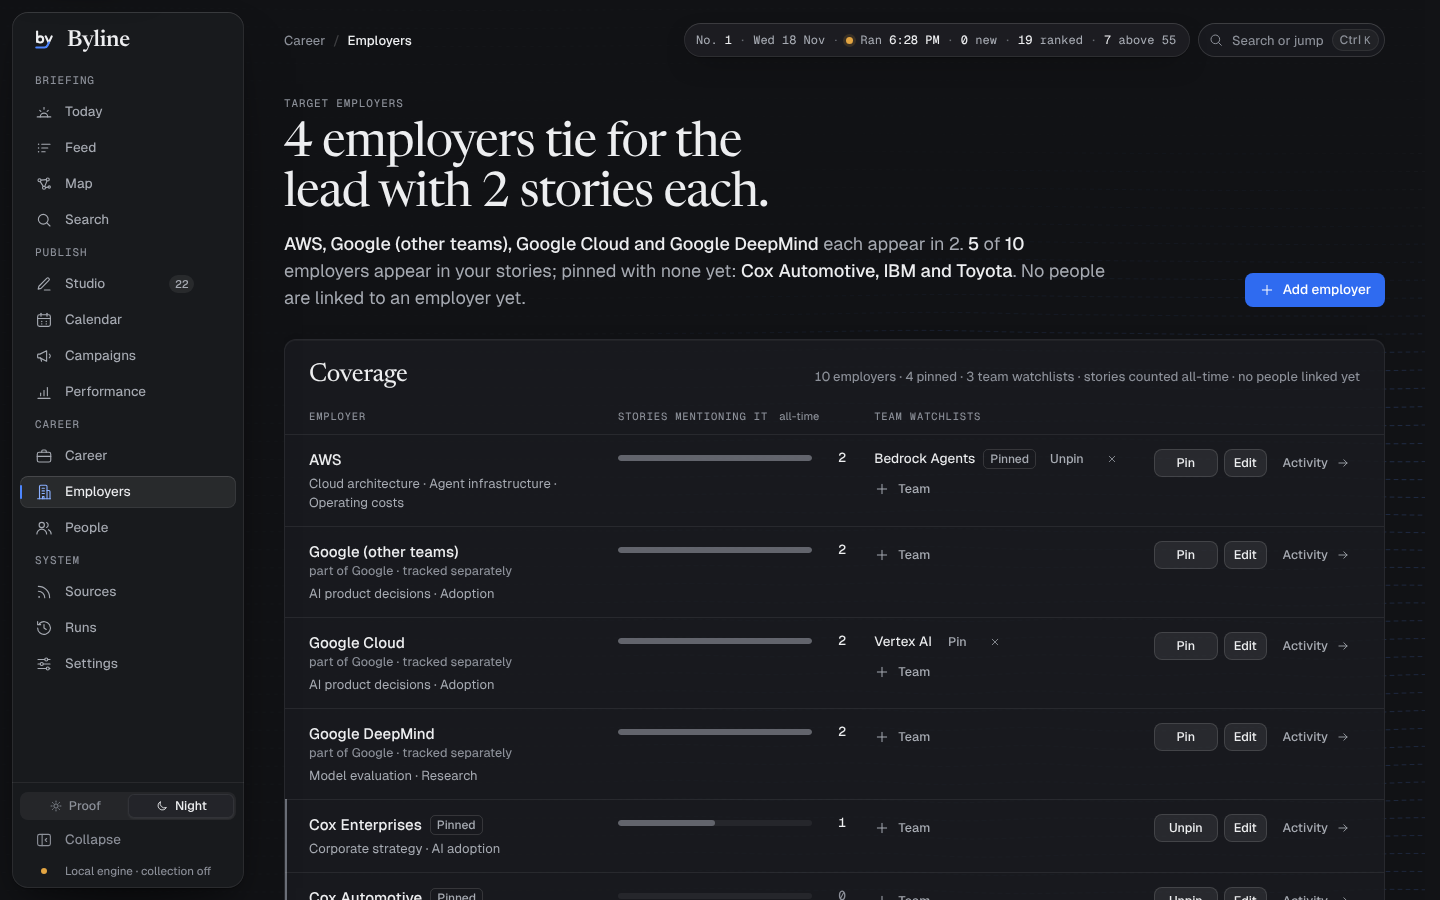 by Byline
BRIEFING
Today
Feed
Map
Search
PUBLISH
Studio 22
Calendar
Campaigns
Performance
CAREER
Career
Employers
People
SYSTEM
Sources
Runs
Settings
Proof Night
Collapse
Local engine · collection off
Career / Employers
No. 1 · Wed 18 Nov · Ran 6:28 PM · 0 new · 19 ranked · 7 above 55
Search or jump Ctrl K
TARGET EMPLOYERS
4 employers tie for the
lead with 2 stories each.
AWS, Google (other teams), Google Cloud and Google DeepMind each appear in 2. 5 of 10
employers appear in your stories; pinned with none yet: Cox Automotive, IBM and Toyota. No people
are linked to an employer yet.
+ Add employer
Coverage
10 employers · 4 pinned · 3 team watchlists · stories counted all-time · no people linked yet
EMPLOYER STORIES MENTIONING IT all-time TEAM WATCHLISTS
AWS 2 Bedrock Agents Pinned Unpin × Pin Edit Activity →
Cloud architecture · Agent infrastructure · + Team
Operating costs
Google (other teams) 2 + Team Pin Edit Activity →
part of Google · tracked separately
AI product decisions · Adoption
Google Cloud 2 Vertex AI Pin × Pin Edit Activity →
part of Google · tracked separately + Team
AI product decisions · Adoption
Google DeepMind 2 + Team Pin Edit Activity →
part of Google · tracked separately
Model evaluation · Research
Cox Enterprises Pinned 1 + Team Unpin Edit Activity →
Corporate strategy · AI adoption
Cox Automotive Pinned 0 + Team Unpin Edit Activity